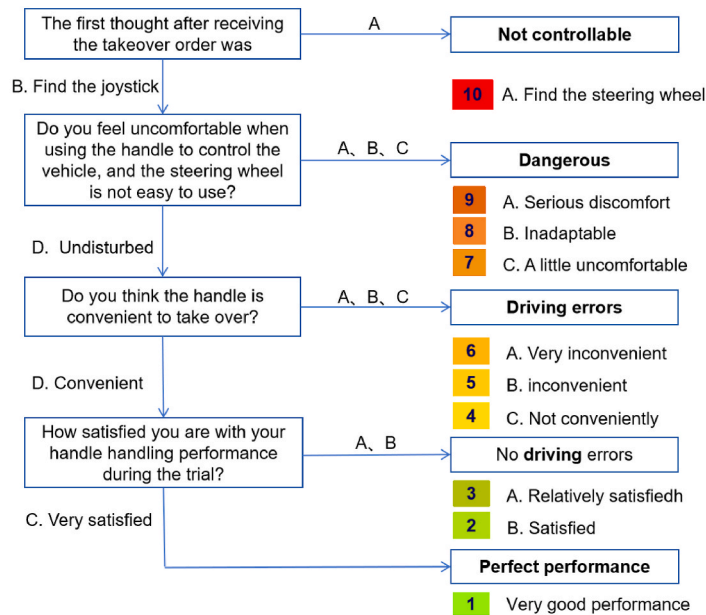 The first thought after receiving
the takeover order was
A
Not controllable
B. Find the joystick
10 A. Find the steering wheel
Do you feel uncomfortable when
using the handle to control the
vehicle, and the steering wheel
is not easy to use?
A、B、C
Dangerous
9 A. Serious discomfort
8 B. Inadaptable
7 C. A little uncomfortable
D. Undisturbed
Do you think the handle is
convenient to take over?
A、B、C
Driving errors
6 A. Very inconvenient
5 B. inconvenient
4 C. Not conveniently
D. Convenient
How satisfied you are with your
handle handling performance
during the trial?
A、B
No driving errors
3 A. Relatively satisfiedh
2 B. Satisfied
C. Very satisfied
Perfect performance
1 Very good performance